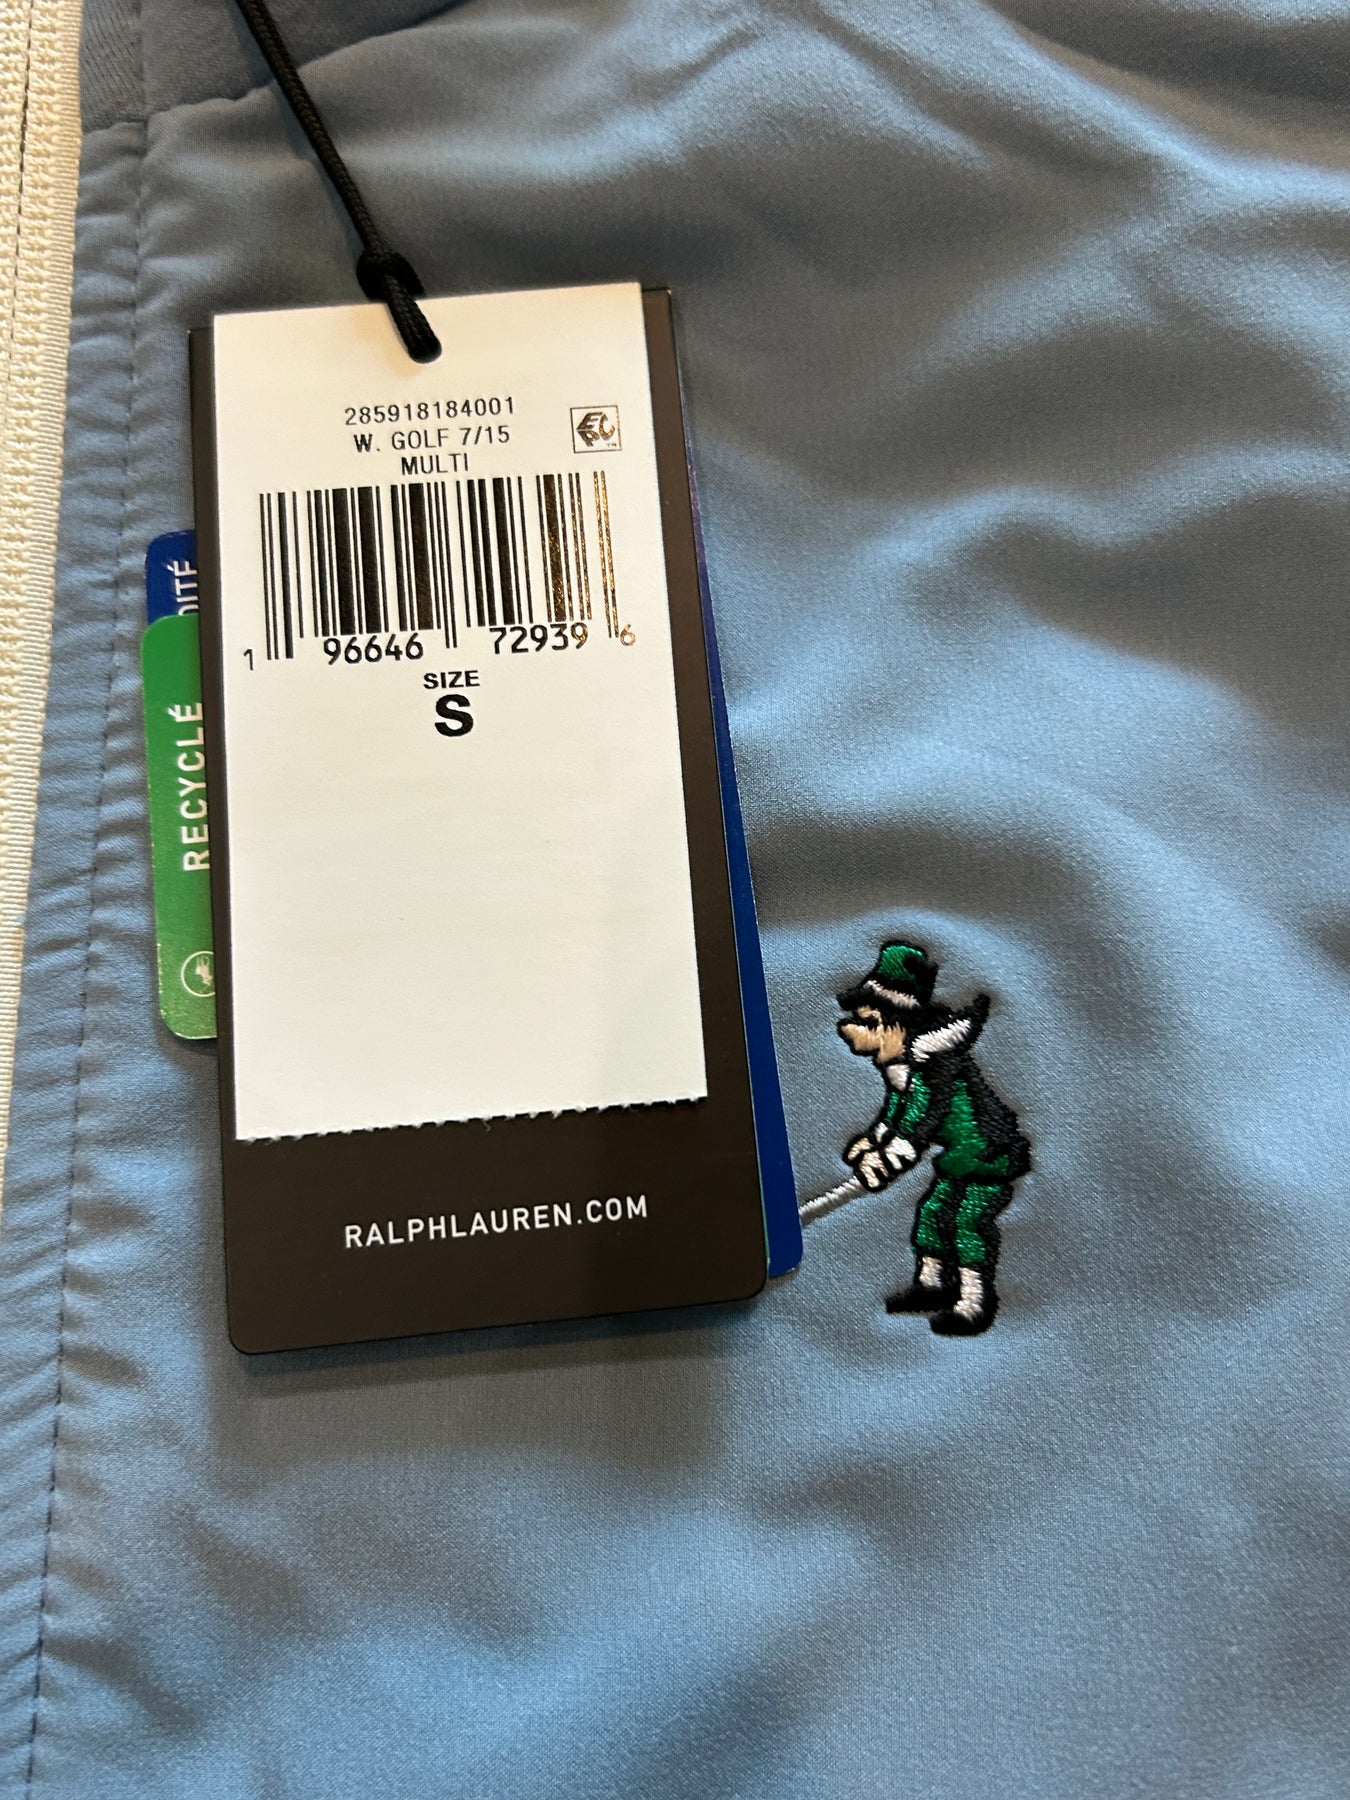 285918184001
W. GOLF 7/15
MULTI
1 96646 72939 6
SIZE
S
RECYCLÉ
RALPHLAUREN.COM